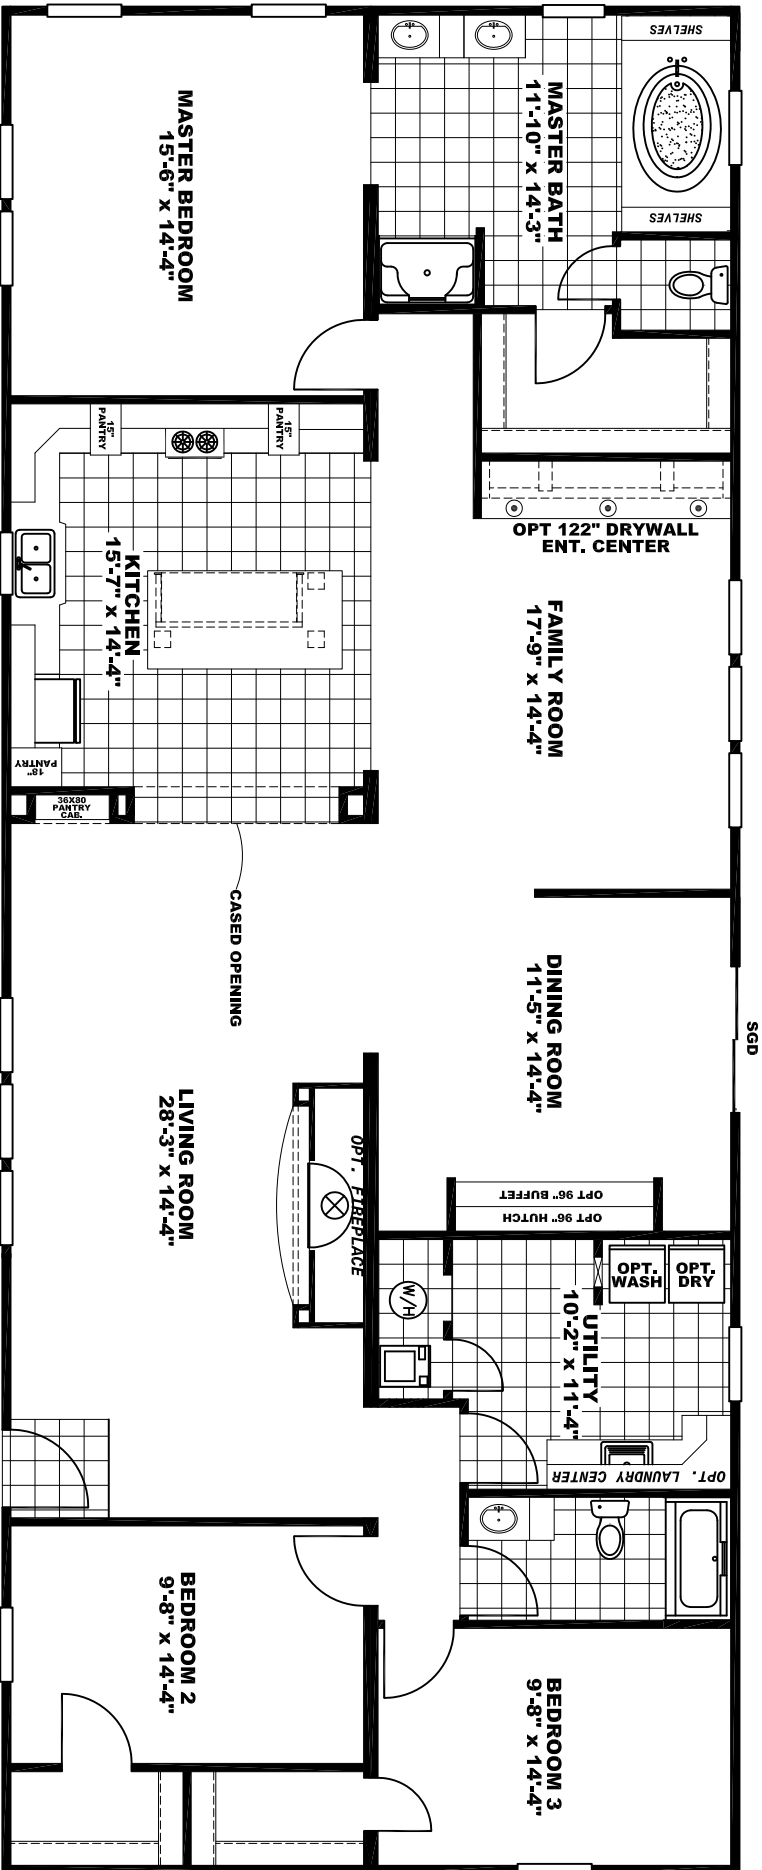 SHELVES
MASTER BEDROOM
15'-6" x 14'-4"
MASTER BATH
11'-10" x 14'-3"
SHELVES
15"
PANTRY
15"
PANTRY
OPT 122" DRYWALL
ENT. CENTER
KITCHEN
15'-7" x 14'-4"
FAMILY ROOM
17'-9" x 14'-4"
18"
PANTRY
36X80
PANTRY
CAB.
CASED OPENING
DINING ROOM
11'-5" x 14'-4"
SGD
LIVING ROOM
28'-3" x 14'-4"
OPT. FIREPLACE
OPT 96" BUFFET
OPT 96" HUTCH
W/H
OPT.
WASH
OPT.
DRY
UTILITY
10'-2" x 11'-4"
OPT. LAUNDRY CENTER
BEDROOM 2
9'-8" x 14'-4"
BEDROOM 3
9'-8" x 14'-4"